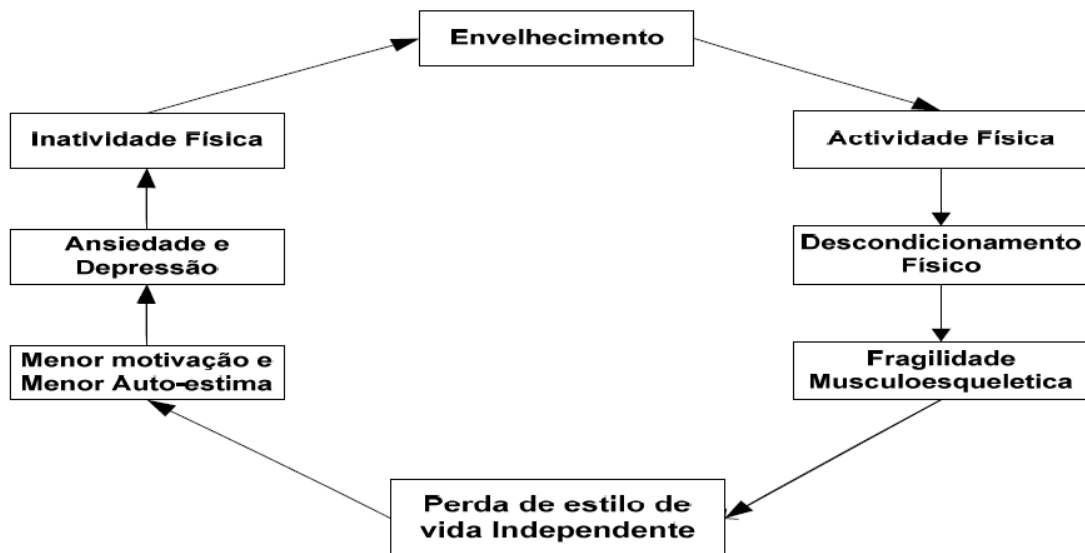 Envelhecimento
Inatividade Física
Actividade Física
Ansiedade e
Depressão
Descondicionamento
Físico
Menor motivação e
Menor Auto-estima
Fragilidade
Musculoesqueletica
Perda de estilo de
vida Independente